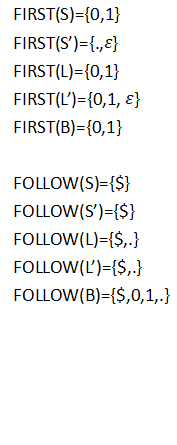 FIRST(S)={0,1}
FIRST(S’)={.,ε}
FIRST(L)={0,1}
FIRST(L’)={0,1, ε}
FIRST(B)={0,1}
FOLLOW(S)={$}
FOLLOW(S’)={$}
FOLLOW(L)={$,.}
FOLLOW(L’)={$,.}
FOLLOW(B)={$,0,1,.}